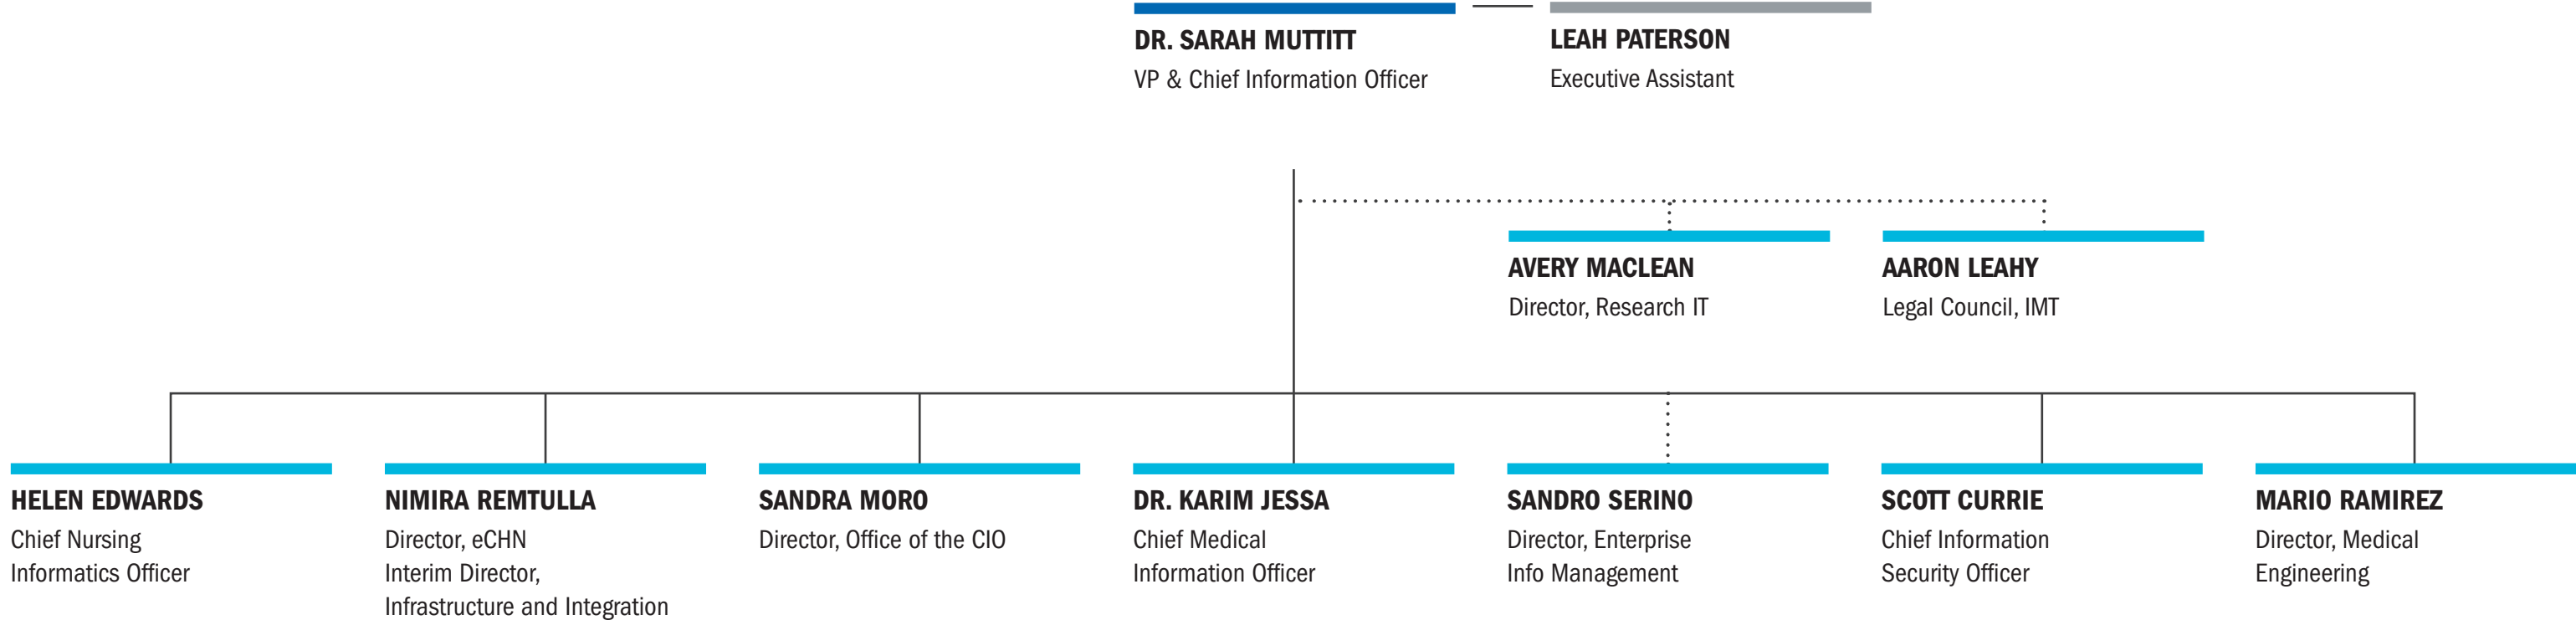 DR. SARAH MUTTITT
VP & Chief Information Officer
LEAH PATERSON
Executive Assistant
AVERY MACLEAN
Director, Research IT
AARON LEAHY
Legal Council, IMT
HELEN EDWARDS
Chief Nursing
Informatics Officer
NIMIRA REMTULLA
Director, eCHN
Interim Director,
Infrastructure and Integration
SANDRA MORO
Director, Office of the CIO
DR. KARIM JESSA
Chief Medical
Information Officer
SANDRO SERINO
Director, Enterprise
Info Management
SCOTT CURRIE
Chief Information
Security Officer
MARIO RAMIREZ
Director, Medical
Engineering